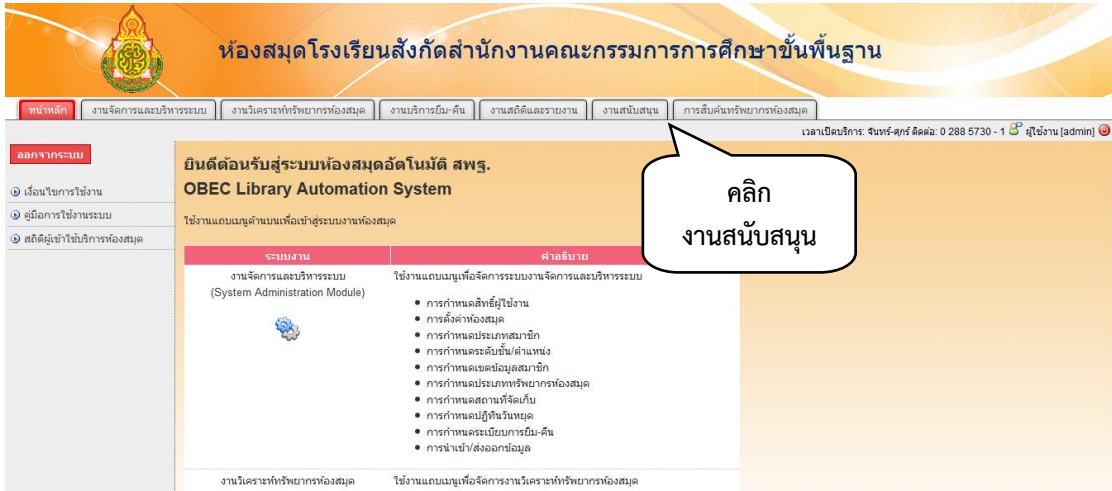 ห้องสมุดโรงเรียนสังกัดสำนักงานคณะกรรมการการศึกษาขั้นพื้นฐาน
หน้าหลัก งานจัดการและบริหารระบบ งานวิเคราะห์ทรัพยากรห้องสมุด งานบริการยืม-คืน งานสถิติและรายงาน งานสนับสนุน การสืบค้นทรัพยากรห้องสมุด
เวลาเปิดบริการ: จันทร์-ศุกร์ ติดต่อ: 0 288 5730 - 1 ผู้ใช้งาน [admin]
ออกจากระบบ
เงื่อนไขการใช้งาน
คู่มือการใช้งานระบบ
สถิติผู้เข้าใช้บริการห้องสมุด
ยินดีต้อนรับสู่ระบบห้องสมุดอัตโนมัติ สพฐ.
OBEC Library Automation System
ใช้งานแถบเมนูด้านบนเพื่อเข้าสู่ระบบงานห้องสมุด
คลิก
งานสนับสนุน
ระบบงาน คำอธิบาย
งานจัดการและบริหารระบบ
(System Administration Module)
ใช้งานแถบเมนูเพื่อจัดการระบบงานจัดการและบริหารระบบ
การกำหนดสิทธิ์ผู้ใช้งาน
การตั้งค่าห้องสมุด
การกำหนดประเภทสมาชิก
การกำหนดระดับชั้น/ตำแหน่ง
การกำหนดเขตข้อมูลสมาชิก
การกำหนดประเภททรัพยากรห้องสมุด
การกำหนดสถานที่จัดเก็บ
การกำหนดปฏิทินวันหยุด
การกำหนดระเบียบการยืม-คืน
การนำเข้า/ส่งออกข้อมูล
งานวิเคราะห์ทรัพยากรห้องสมุด ใช้งานแถบเมนูเพื่อจัดการงานวิเคราะห์ทรัพยากรห้องสมุด